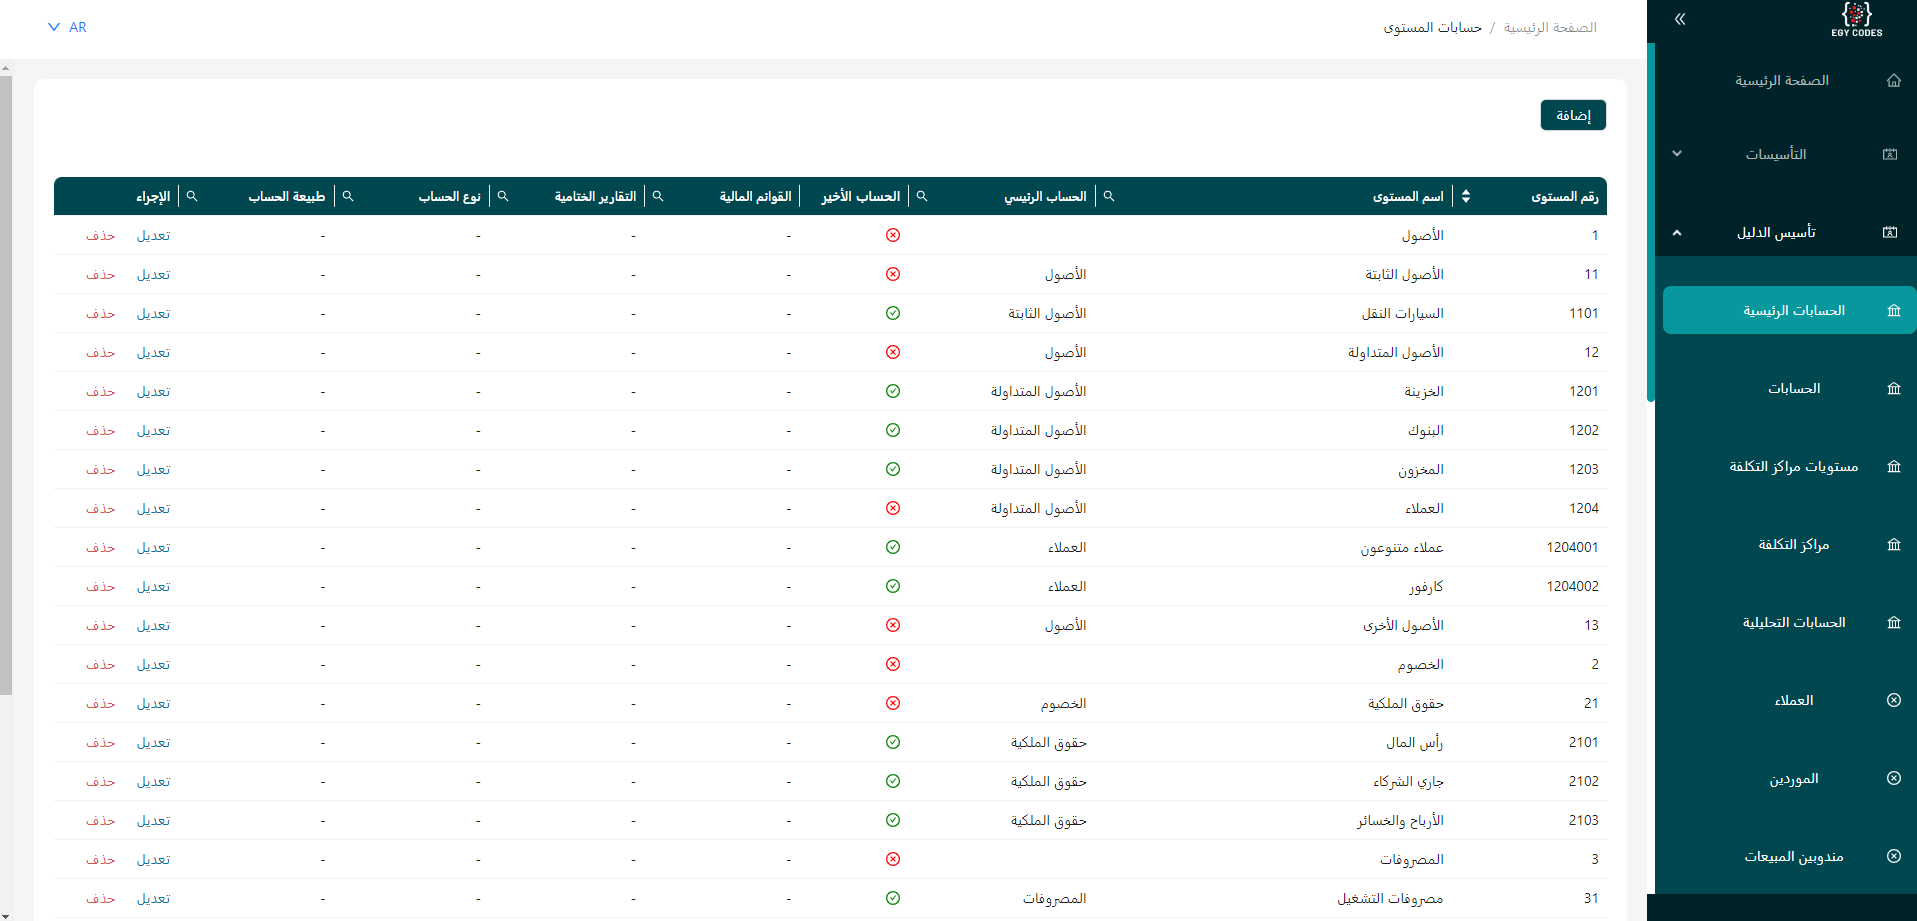 EGY CODES
الصفحة الرئيسية
التأسيسات
تأسيس الدليل
الحسابات الرئيسية
الحسابات
مستويات مراكز التكلفة
مراكز التكلفة
الحسابات التحليلية
العملاء
الموردين
مندوبين المبيعات
الصفحة الرئيسية / حسابات المستوى
AR
إضافة
رقم المستوى اسم المستوى الحساب الرئيسي الحساب الأخير القوائم المالية التقارير الختامية نوع الحساب طبيعة الحساب الإجراء
1 الأصول - - - - تعديل حذف
11 الأصول الثابتة الأصول - - - - تعديل حذف
1101 السيارات النقل الأصول الثابتة - - - - تعديل حذف
12 الأصول المتداولة الأصول - - - - تعديل حذف
1201 الخزينة الأصول المتداولة - - - - تعديل حذف
1202 البنوك الأصول المتداولة - - - - تعديل حذف
1203 المخزون الأصول المتداولة - - - - تعديل حذف
1204 العملاء الأصول المتداولة - - - - تعديل حذف
1204001 عملاء متنوعون العملاء - - - - تعديل حذف
1204002 كارفور العملاء - - - - تعديل حذف
13 الأصول الأخرى الأصول - - - - تعديل حذف
2 الخصوم - - - - تعديل حذف
21 حقوق الملكية الخصوم - - - - تعديل حذف
2101 رأس المال حقوق الملكية - - - - تعديل حذف
2102 جاري الشركاء حقوق الملكية - - - - تعديل حذف
2103 الأرباح والخسائر حقوق الملكية - - - - تعديل حذف
3 المصروفات - - - - تعديل حذف
31 مصروفات التشغيل المصروفات - - - - تعديل حذف